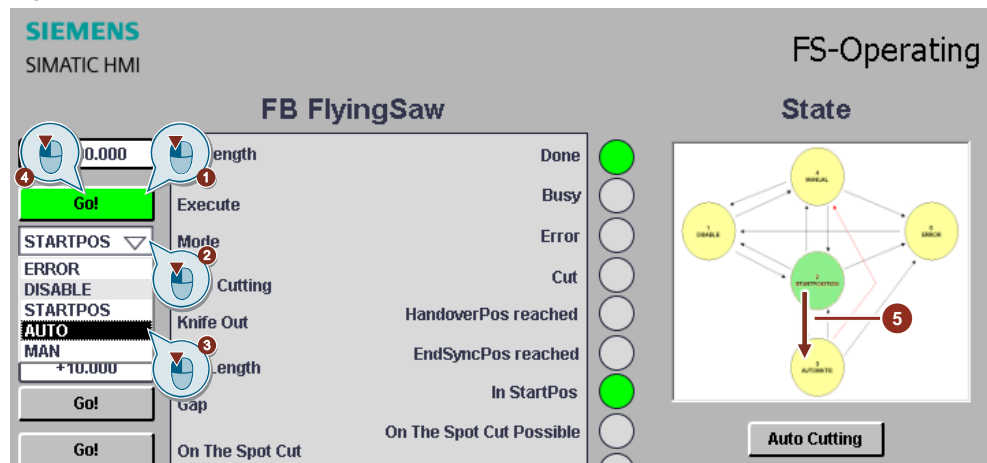 SIEMENS
SIMATIC HMI
FS-Operating
FB FlyingSaw
State
0.000
ength
Done
4
1
Go!
Execute
Busy
STARTPOS
Mode
Error
2
ERROR
DISABLE
STARTPOS
AUTO
MAN
Cutting
Cut
Knife Out
HandoverPos reached
3
+10.000
ength
EndSyncPos reached
Go!
Gap
In StartPos
Go!
On The Spot Cut
On The Spot Cut Possible
4
MANUAL
1
DISABLE
ERROR
2
STARTPOSITION
5
3
AUTOMATIC
Auto Cutting